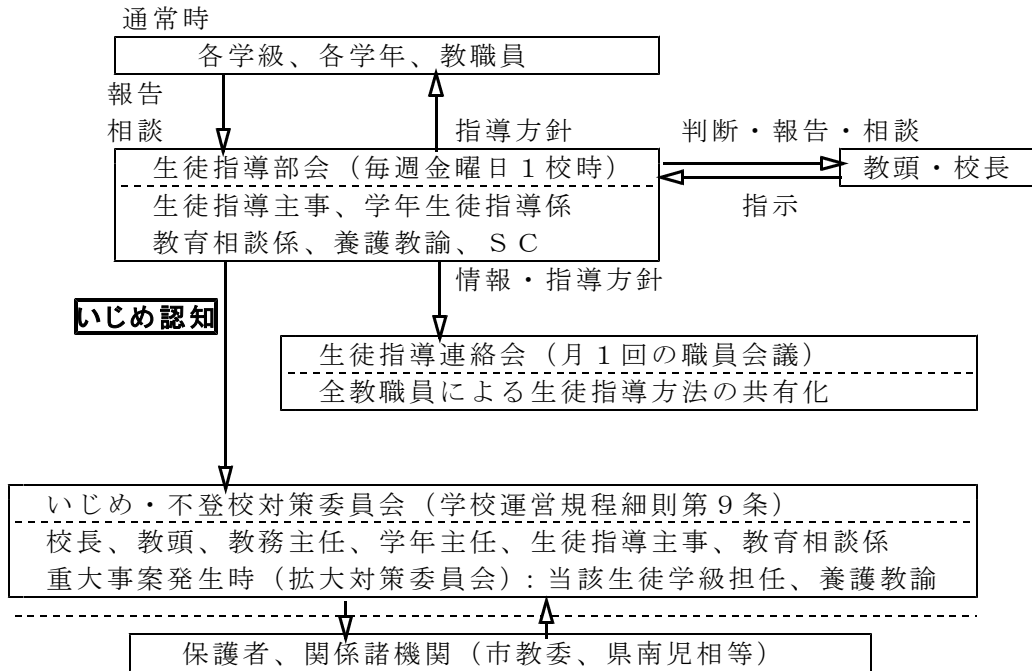 通常時
各学級、各学年、教職員
報告
相談
指導方針
判断・報告・相談
生徒指導部会（毎週金曜日１校時）
教頭・校長
生徒指導主事、学年生徒指導係
指示
教育相談係、養護教諭、ＳＣ
情報・指導方針
いじめ認知
生徒指導連絡会（月１回の職員会議）
全教職員による生徒指導方法の共有化
いじめ・不登校対策委員会（学校運営規程細則第９条）
校長、教頭、教務主任、学年主任、生徒指導主事、教育相談係
重大事案発生時（拡大対策委員会）：当該生徒学級担任、養護教諭
保護者、関係諸機関（市教委、県南児相等）